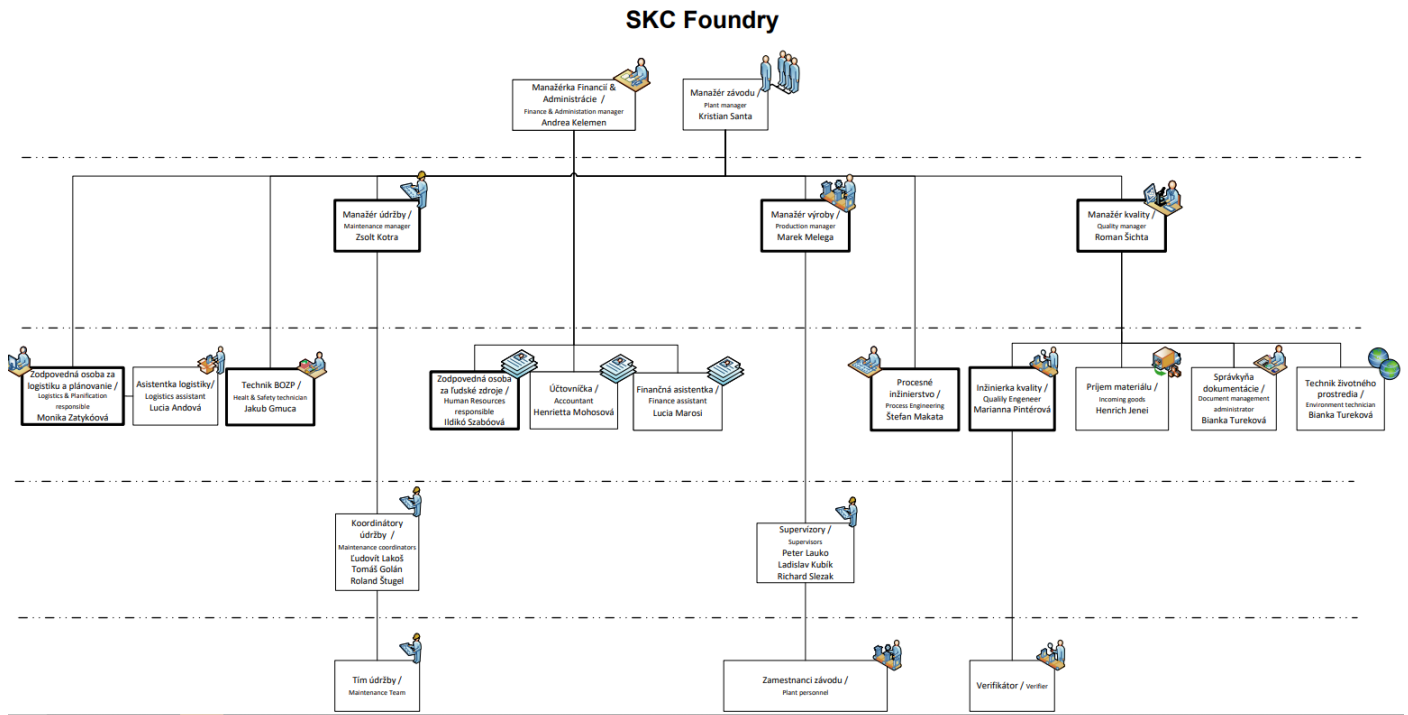 SKC Foundry
Manažérka Financií &
Administrácie /
Finance & Administation manager
Andrea Kelemen
Manažér závodu /
Plant manager
Kristian Santa
Manažér údržby /
Maintenance manager
Zsolt Kotra
Manažér výroby /
Production manager
Marek Melega
Manažér kvality /
Quality manager
Roman Šichta
Zodpovedná osoba za
logistiku a plánovanie /
Logistics & Planification
responsible
Monika Zatykóová
Asistentka logistiky/
Logistics assistant
Lucia Andová
Technik BOZP /
Healt & Safety technician
Jakub Gmuca
Zodpovedná osoba
za ľudské zdroje /
Human Resources
responsible
Ildikó Szabóová
Účtovníčka /
Accountant
Henrietta Mohosová
Finančná asistentka /
Finance assistant
Lucia Marosi
Procesné
inžinierstvo /
Process Engineering
Štefan Makata
Inžinierka kvality /
Qualily Engeneer
Marianna Pintérová
Príjem materiálu /
Incoming goods
Henrich Jenei
Správkyňa
dokumentácie /
Document management
administrator
Bianka Tureková
Technik životného
prostredia /
Environment technician
Bianka Tureková
Koordinátory
údržby /
Maintenance coordinators
Ľudovít Lakoš
Tomáš Golán
Roland Štugel
Supervízory /
Supervisors
Peter Lauko
Ladislav Kubík
Richard Slezak
Tím údržby /
Maintenance Team
Zamestnanci závodu /
Plant personnel
Verifikátor / Verifier